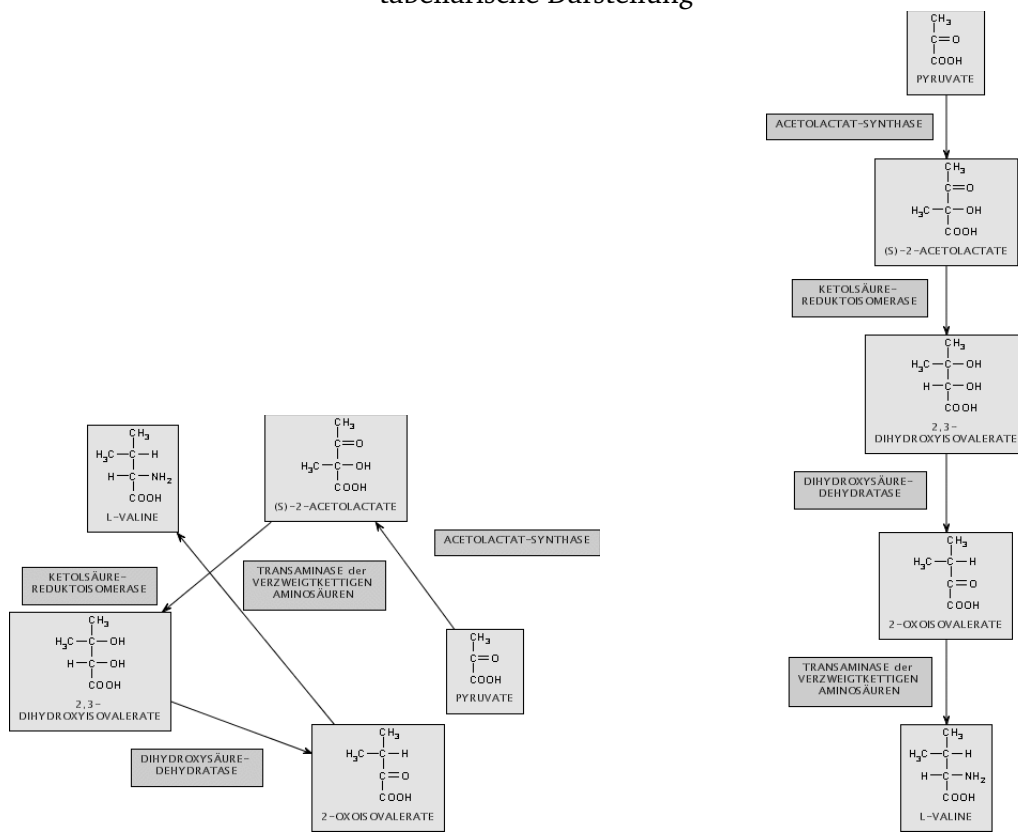 tabellarische Darstellung
CH₃
H₃C—C—H
H—C—NH₂
COOH
L-VALINE
CH₃
C=O
H₃C—C—OH
COOH
(S)-2-ACETOLACTATE
ACETOLACTAT-SYNTHASE
KETOLSÄURE-
REDUKTOISOMERASE
TRANSAMINASE der
VERZWEIGTKETTIGEN
AMINOSÄUREN
CH₃
H₃C—C—OH
H—C—OH
COOH
2,3-
DIHYDROXYISOVALERATE
CH₃
C=O
COOH
PYRUVATE
DIHYDROXYSÄURE-
DEHYDRATASE
CH₃
H₃C—C—H
C=O
COOH
2-OXOISOVALERATE
CH₃
C=O
COOH
PYRUVATE
ACETOLACTAT-SYNTHASE
CH₃
C=O
H₃C—C—OH
COOH
(S)-2-ACETOLACTATE
KETOLSÄURE-
REDUKTOISOMERASE
CH₃
H₃C—C—OH
H—C—OH
COOH
2,3-
DIHYDROXYISOVALERATE
DIHYDROXYSÄURE-
DEHYDRATASE
CH₃
H₃C—C—H
C=O
COOH
2-OXOISOVALERATE
TRANSAMINASE der
VERZWEIGTKETTIGEN
AMINOSÄUREN
CH₃
H₃C—C—H
H—C—NH₂
COOH
L-VALINE